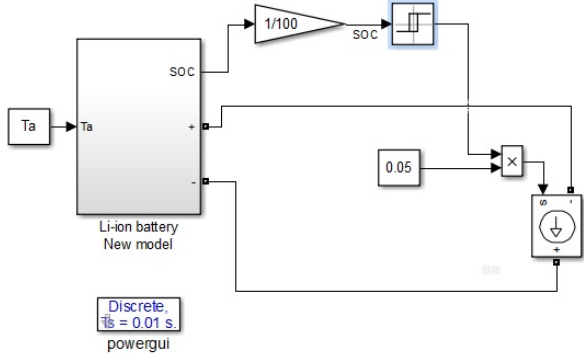 1/100
SOC
SOC
Ta
Ta
+
-
Li-ion battery
New model
0.05
×
s
-
+
Discrete,
Ts = 0.01 s.
powergui